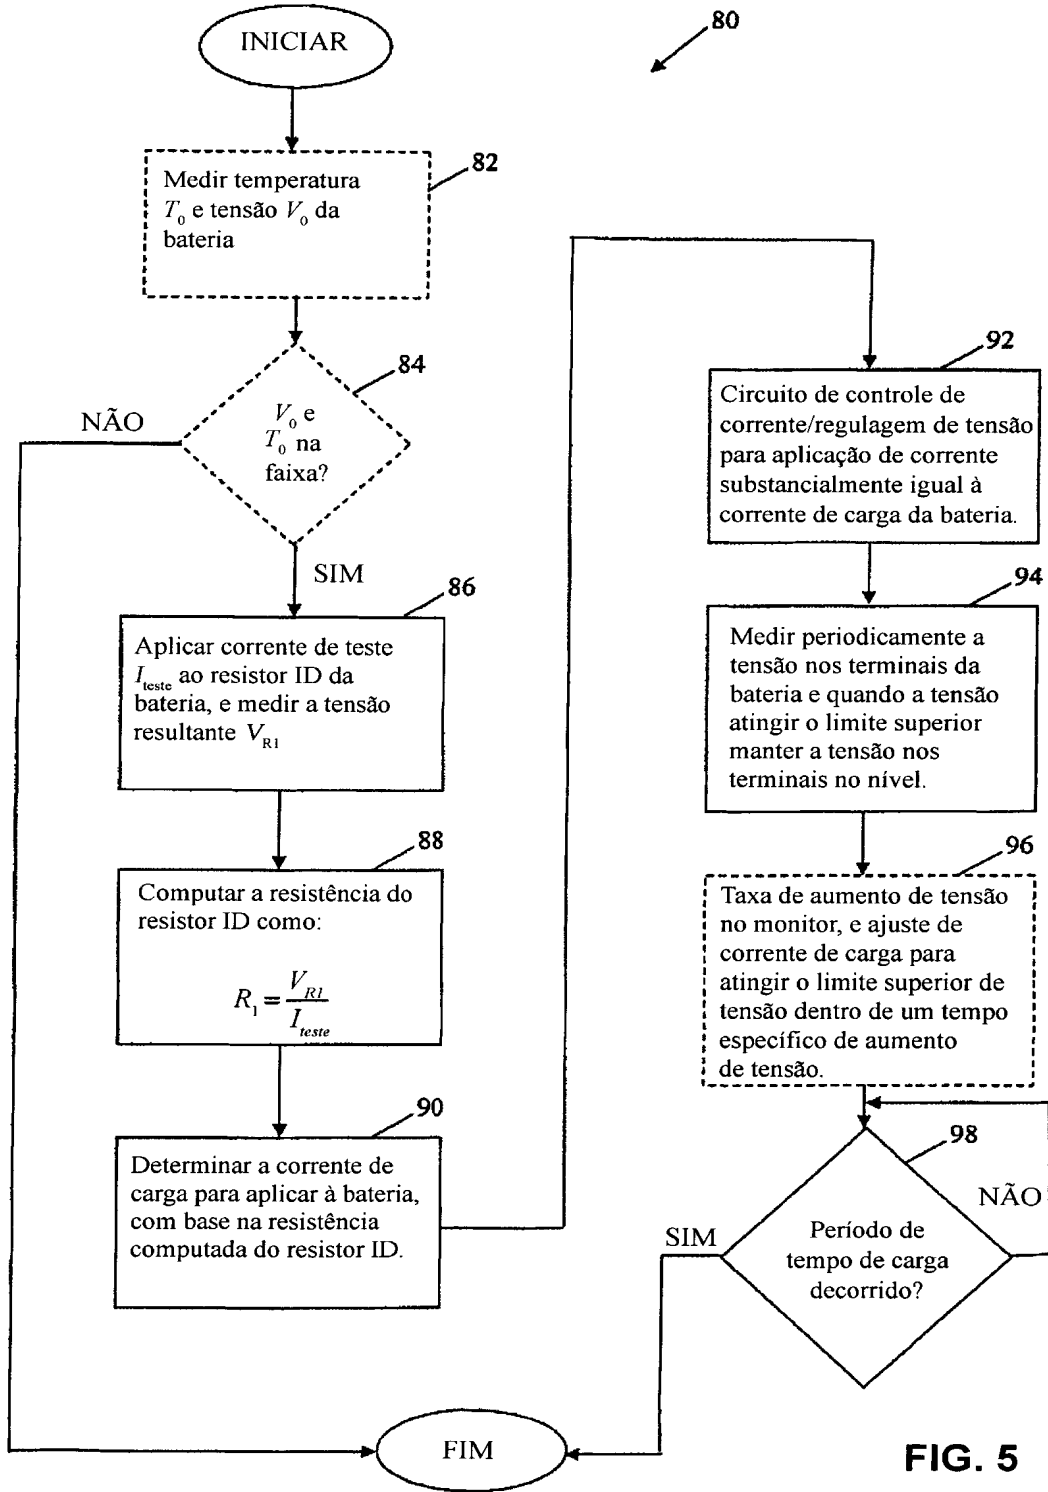 INICIAR
80
82
Medir temperatura
T₀ e tensão V₀ da
bateria
84
NÃO
V₀ e
T₀ na
faixa?
SIM
86
Aplicar corrente de teste
I_teste ao resistor ID da
bateria, e medir a tensão
resultante V_R1
88
Computar a resistência do
resistor ID como:
R₁ = V_R1 / I_teste
90
Determinar a corrente de
carga para aplicar à bateria,
com base na resistência
computada do resistor ID.
92
Circuito de controle de
corrente/regulagem de tensão
para aplicação de corrente
substancialmente igual à
corrente de carga da bateria.
94
Medir periodicamente a
tensão nos terminais da
bateria e quando a tensão
atingir o limite superior
manter a tensão nos
terminais no nível.
96
Taxa de aumento de tensão
no monitor, e ajuste de
corrente de carga para
atingir o limite superior de
tensão dentro de um tempo
específico de aumento
de tensão.
98
NÃO
SIM
Período de
tempo de carga
decorrido?
FIM
FIG. 5